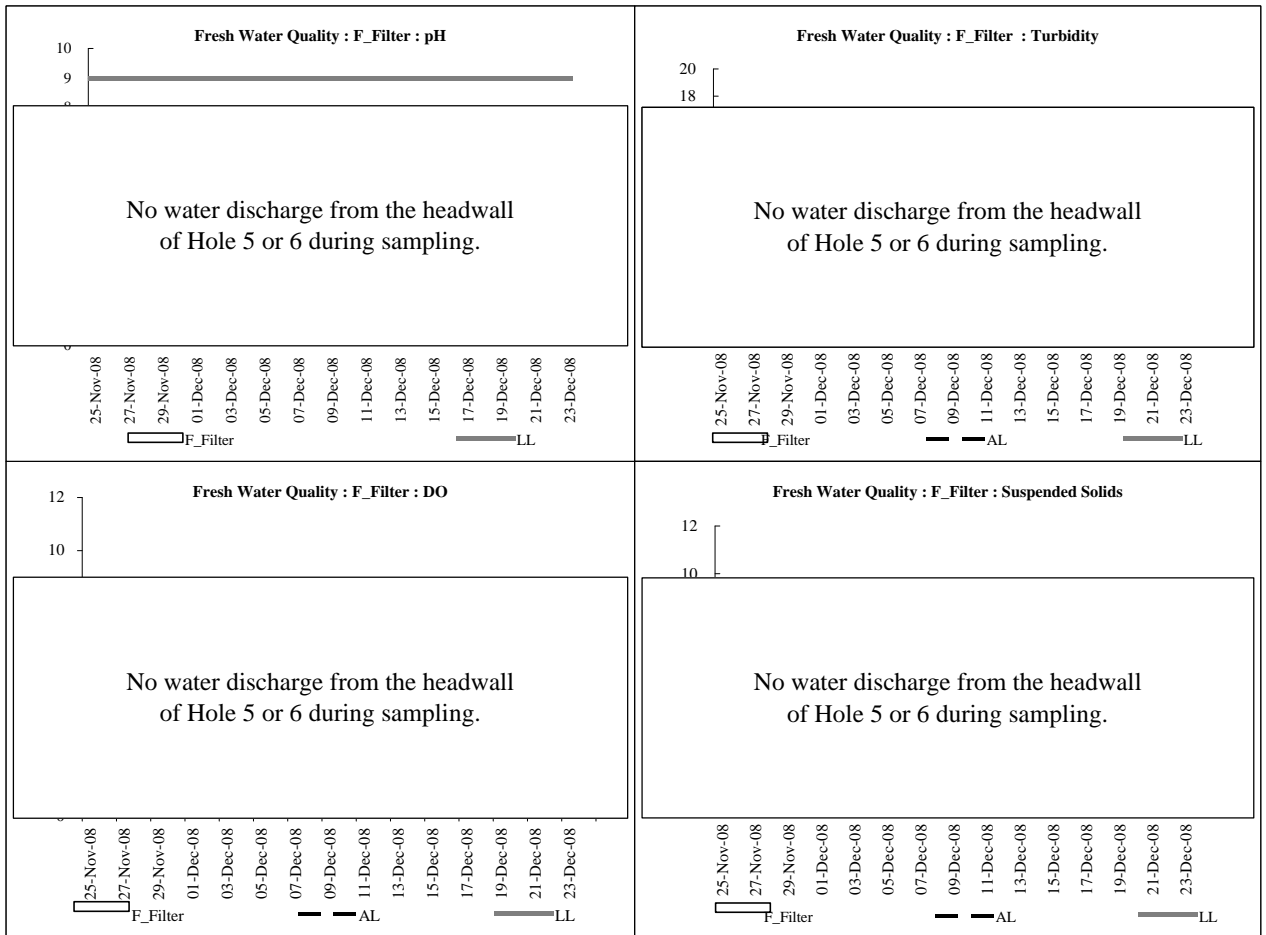 Fresh Water Quality : F_Filter : pH
10
9
No water discharge from the headwall
of Hole 5 or 6 during sampling.
25-Nov-08
27-Nov-08
29-Nov-08
01-Dec-08
03-Dec-08
05-Dec-08
07-Dec-08
09-Dec-08
11-Dec-08
13-Dec-08
15-Dec-08
17-Dec-08
19-Dec-08
21-Dec-08
23-Dec-08
F_Filter LL
Fresh Water Quality : F_Filter : Turbidity
20
18
No water discharge from the headwall
of Hole 5 or 6 during sampling.
25-Nov-08
27-Nov-08
29-Nov-08
01-Dec-08
03-Dec-08
05-Dec-08
07-Dec-08
09-Dec-08
11-Dec-08
13-Dec-08
15-Dec-08
17-Dec-08
19-Dec-08
21-Dec-08
23-Dec-08
F_Filter AL LL
Fresh Water Quality : F_Filter : DO
12
10
No water discharge from the headwall
of Hole 5 or 6 during sampling.
25-Nov-08
27-Nov-08
29-Nov-08
01-Dec-08
03-Dec-08
05-Dec-08
07-Dec-08
09-Dec-08
11-Dec-08
13-Dec-08
15-Dec-08
17-Dec-08
19-Dec-08
21-Dec-08
23-Dec-08
F_Filter AL LL
Fresh Water Quality : F_Filter : Suspended Solids
12
10
No water discharge from the headwall
of Hole 5 or 6 during sampling.
25-Nov-08
27-Nov-08
29-Nov-08
01-Dec-08
03-Dec-08
05-Dec-08
07-Dec-08
09-Dec-08
11-Dec-08
13-Dec-08
15-Dec-08
17-Dec-08
19-Dec-08
21-Dec-08
23-Dec-08
F_Filter AL LL